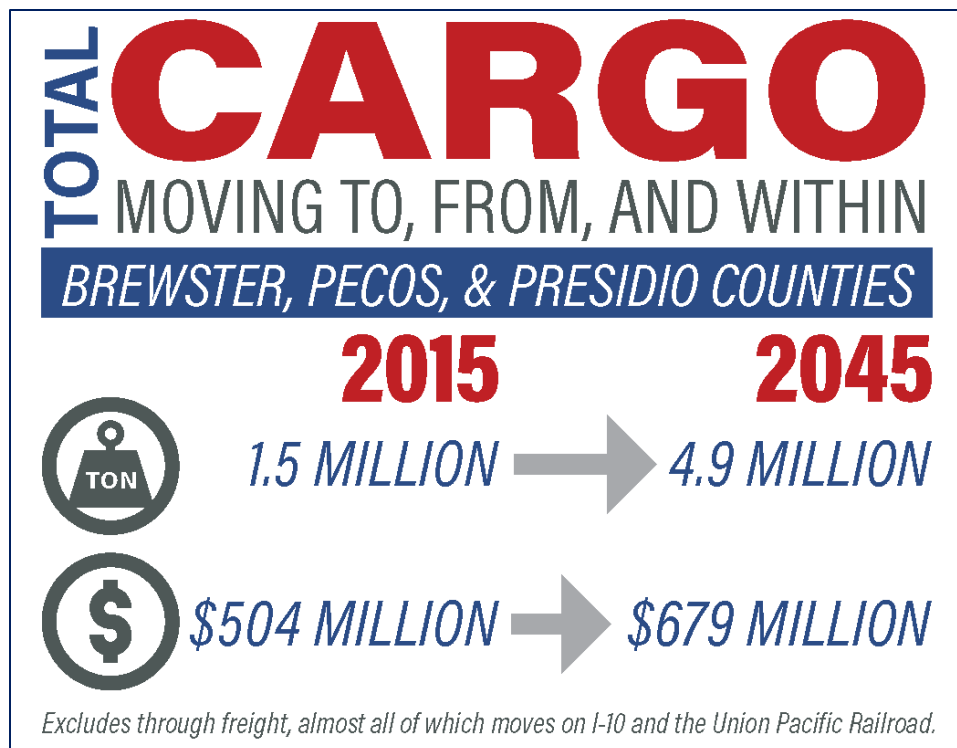 TOTAL
CARGO
MOVING TO, FROM, AND WITHIN
BREWSTER, PECOS, & PRESIDIO COUNTIES
2015 2045
TON 1.5 MILLION 4.9 MILLION
$ $504 MILLION $679 MILLION
Excludes through freight, almost all of which moves on I-10 and the Union Pacific Railroad.